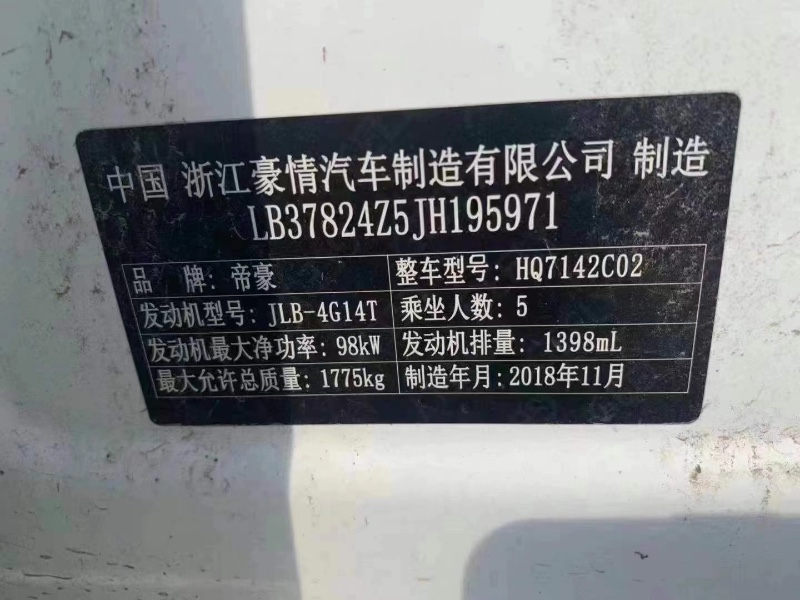 中国 浙江豪情汽车制造有限公司 制造
LB37824Z5JH195971
品 牌: 帝豪 整车型号: HQ7142C02
发动机型号: JLB-4G14T 乘坐人数: 5
发动机最大净功率: 98kW 发动机排量: 1398mL
最大允许总质量: 1775kg 制造年月: 2018年11月